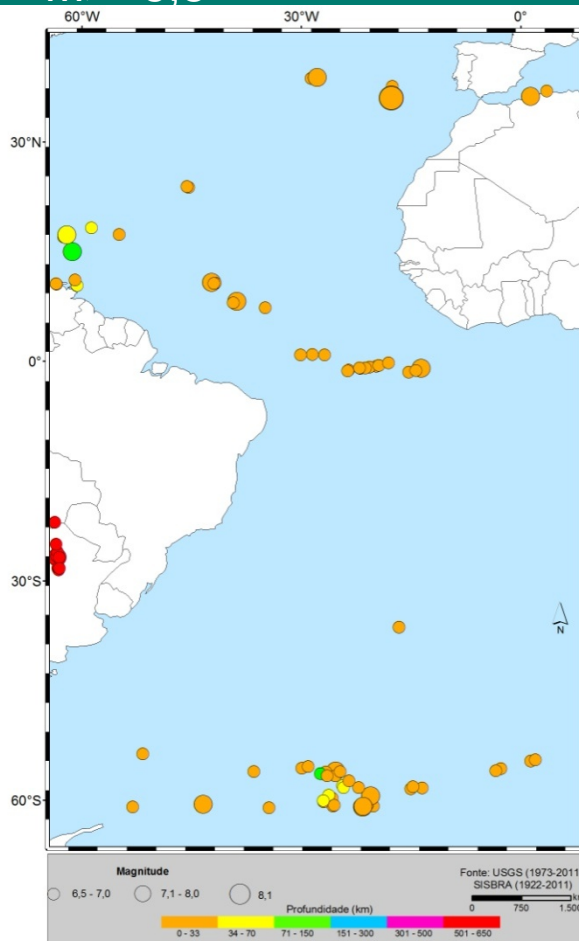 60°W 30°W 0°
30°N
0°
30°S
N
60°S
Magnitude
6,5 - 7,0 7,1 - 8,0 8,1
Fonte: USGS (1973-2011)
SISBRA (1922-2011)
0 750 1.50
Profundidade (km)
0 - 33 34 - 70 71 - 150 151 - 300 301 - 500 501 - 650